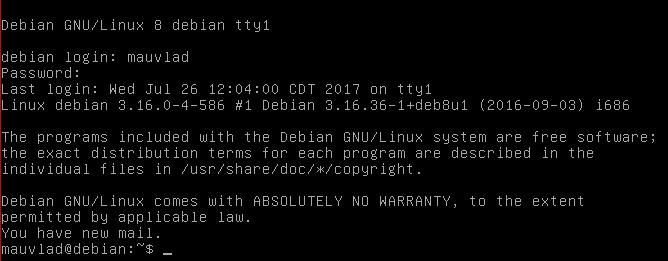 Debian GNU/Linux 8 debian tty1
debian login: mauvlad
Password:
Last login: Wed Jul 26 12:04:00 CDT 2017 on tty1
Linux debian 3.16.0-4-586 #1 Debian 3.16.36-1+deb8u1 (2016-09-03) i686
The programs included with the Debian GNU/Linux system are free software;
the exact distribution terms for each program are described in the
individual files in /usr/share/doc/*/copyright.
Debian GNU/Linux comes with ABSOLUTELY NO WARRANTY, to the extent
permitted by applicable law.
You have new mail.
mauvlad@debian:~$ _